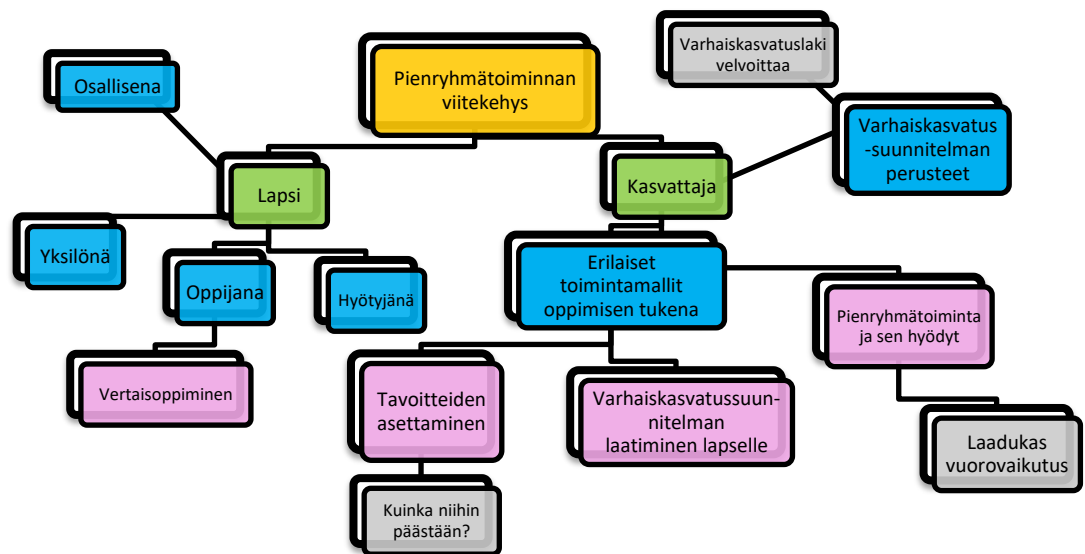 Pienryhmätoiminnan
viitekehys
Varhaiskasvatuslaki
velvoittaa
Osallisena
Varhaiskasvatus
-suunnitelman
perusteet
Lapsi
Kasvattaja
Yksilönä
Oppijana
Hyötyjänä
Erilaiset
toimintamallit
oppimisen tukena
Pienryhmätoiminta
ja sen hyödyt
Vertaisoppiminen
Tavoitteiden
asettaminen
Varhaiskasvatussuun-
nitelman
laatiminen lapselle
Laadukas
vuorovaikutus
Kuinka niihin
päästään?